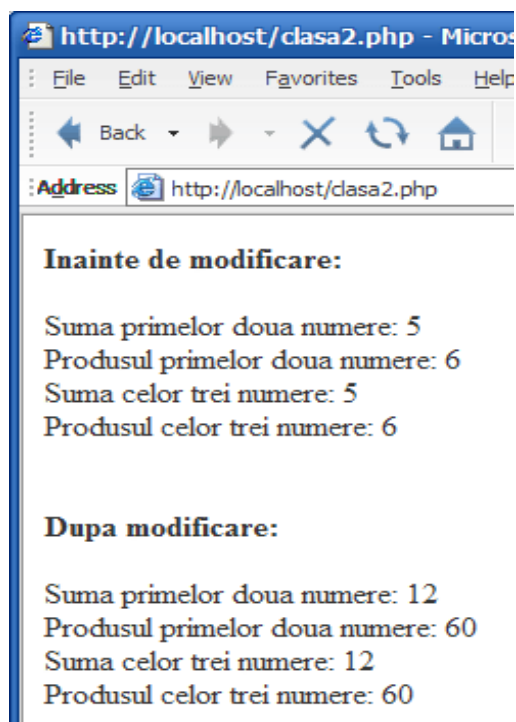 http://localhost/clasa2.php - Micros
File Edit View Favorites Tools Help
Back
Address http://localhost/clasa2.php
Inainte de modificare:
Suma primelor doua numere: 5
Produsul primelor doua numere: 6
Suma celor trei numere: 5
Produsul celor trei numere: 6
Dupa modificare:
Suma primelor doua numere: 12
Produsul primelor doua numere: 60
Suma celor trei numere: 12
Produsul celor trei numere: 60